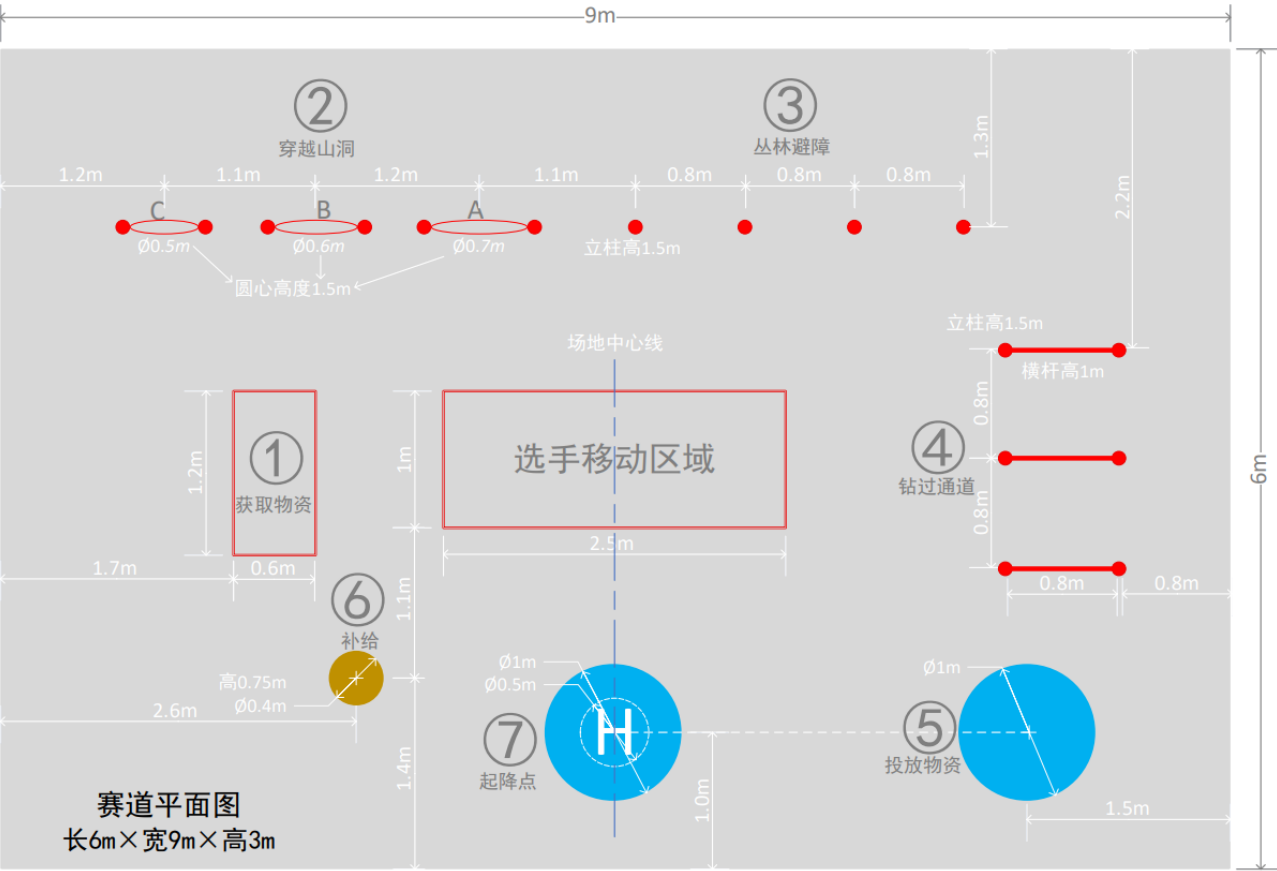 9m
②
穿越山洞
③
丛林避障
1.3m
1.2m
1.1m
1.2m
1.1m
0.8m
0.8m
0.8m
2.2m
C
B
A
Ø0.5m
Ø0.6m
Ø0.7m
立柱高1.5m
圆心高度1.5m
立柱高1.5m
场地中心线
横杆高1m
0.8m
①
获取物资
1.2m
1m
选手移动区域
④
钻过通道
6m
0.8m
2.5m
1.7m
0.6m
0.8m
0.8m
⑥
补给
1.1m
高0.75m
Ø0.4m
2.6m
Ø1m
Ø0.5m
H
⑦
起降点
Ø1m
⑤
投放物资
1.4m
1.0m
1.5m
赛道平面图
长6m×宽9m×高3m